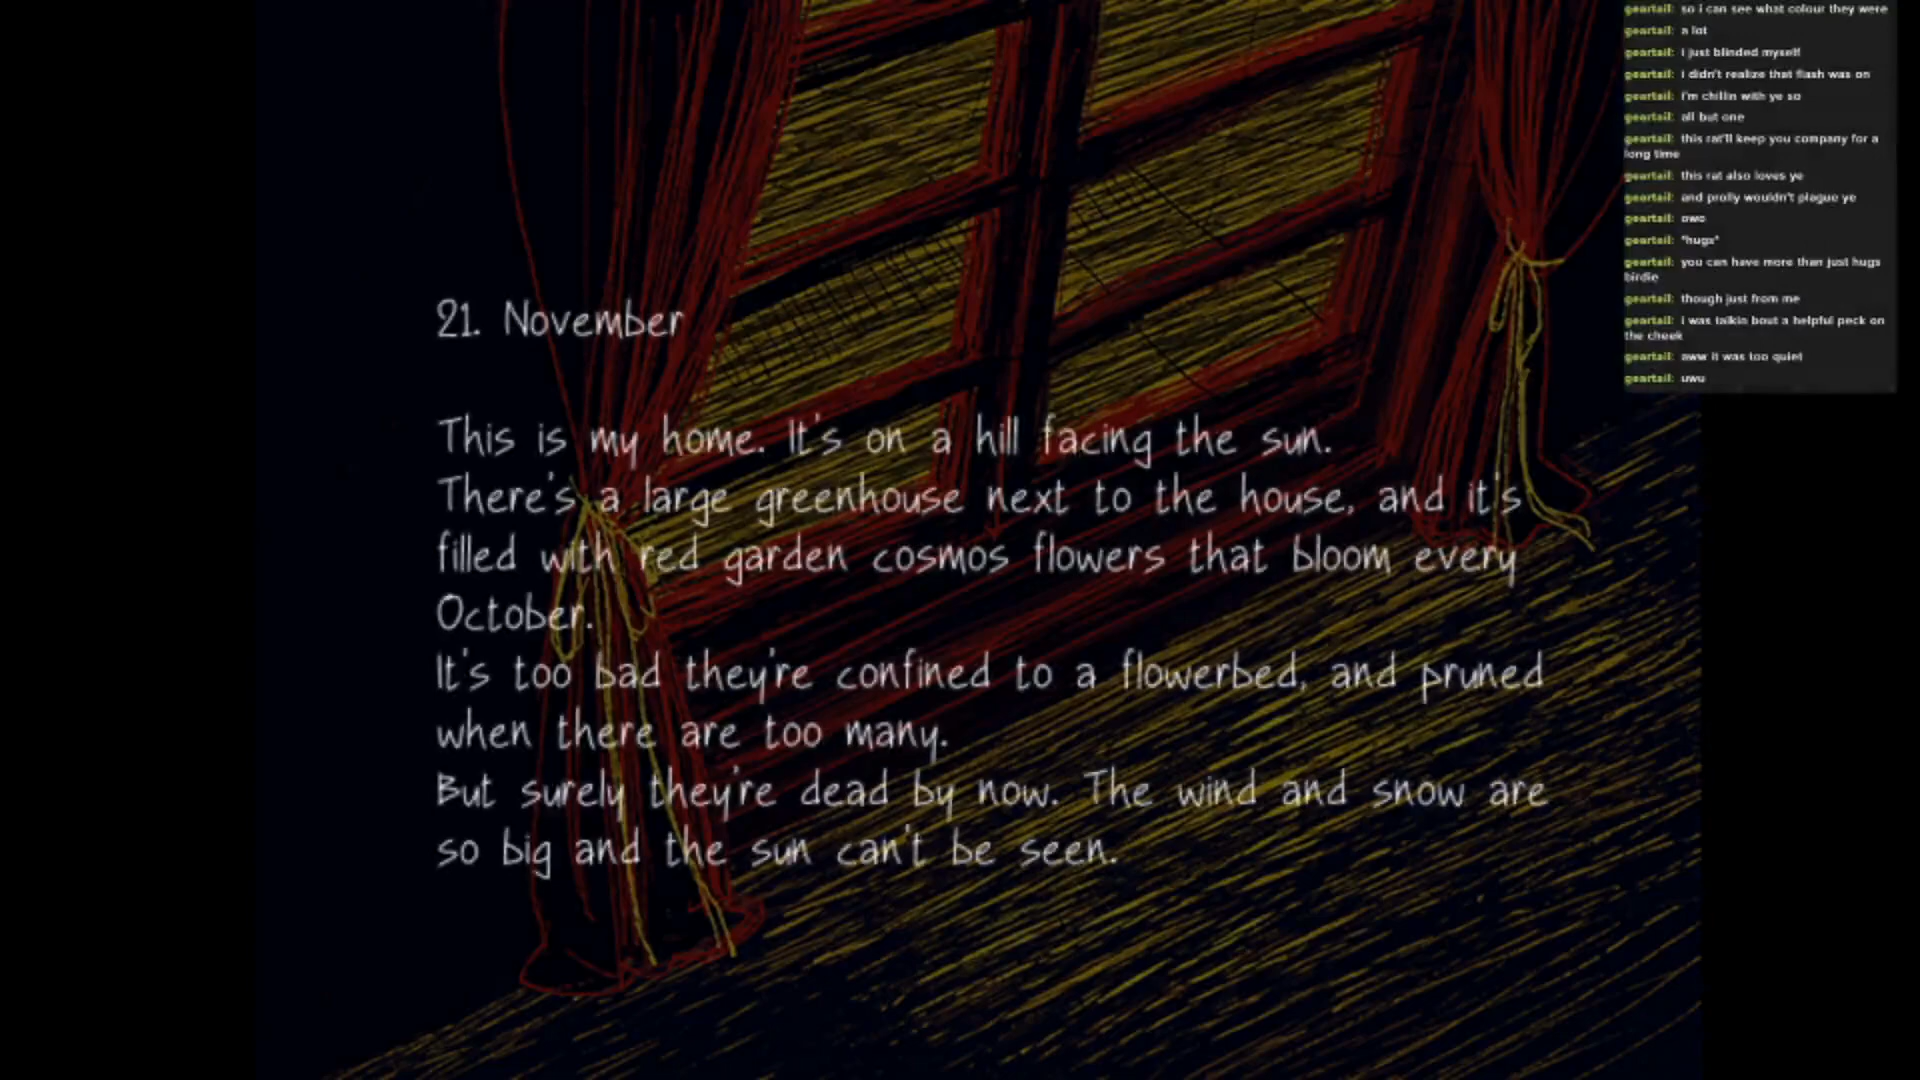 21. November
This is my home. It's on a hill facing the sun.
There's a large greenhouse next to the house, and it's
filled with red garden cosmos flowers that bloom every
October.
It's too bad they're confined to a flowerbed, and pruned
when there are too many.
But surely they're dead by now. The wind and snow are
so big and the sun can't be seen.
geartail: so i can see what colour they were
geartail: a lot
geartail: i just blinded myself
geartail: i didn't realize that flash was on
geartail: i'm chillin with ye so
geartail: all but one
geartail: this rat'll keep you company for a
long time
geartail: this rat also loves ye
geartail: and prolly wouldn't plague ye
geartail: owo
geartail: *hugs*
geartail: you can have more than just hugs
birdie
geartail: though just from me
geartail: i was talkin bout a helpful peck on
the cheek
geartail: aww it was too quiet
geartail: uwu